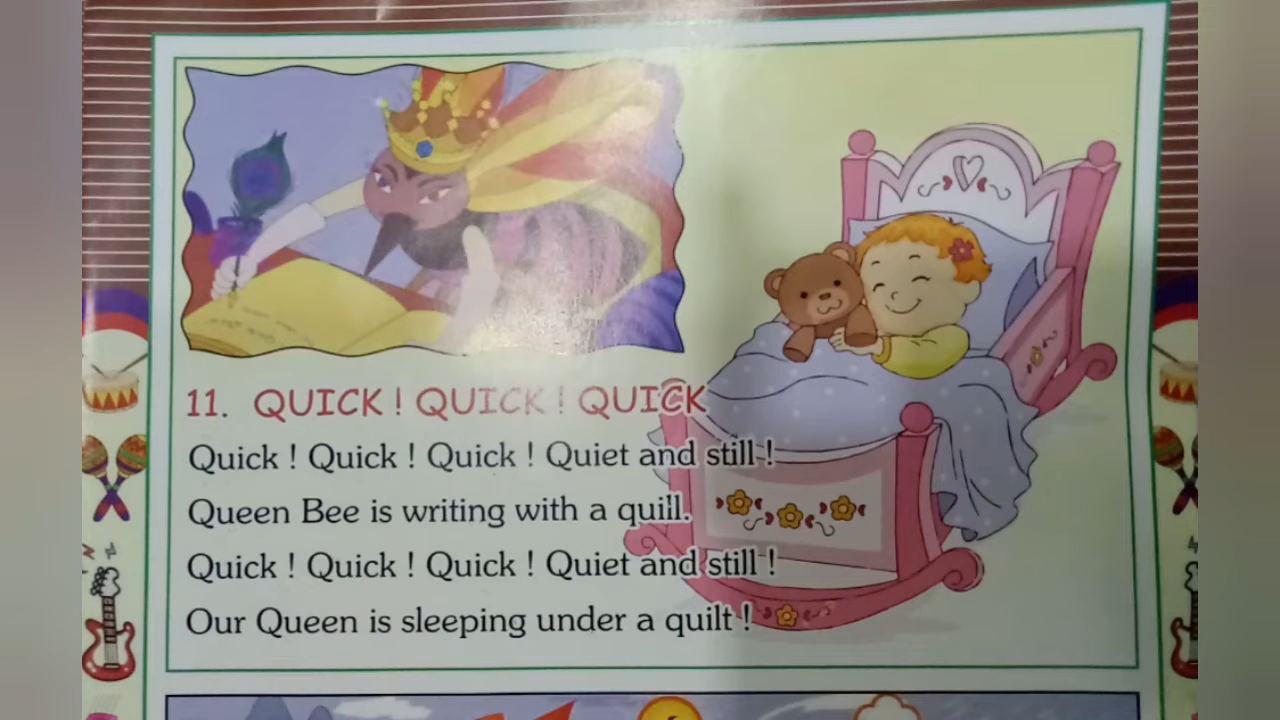 11. QUICK ! QUICK ! QUICK
Quick ! Quick ! Quick ! Quiet and still !
Queen Bee is writing with a quill.
Quick ! Quick ! Quick ! Quiet and still !
Our Queen is sleeping under a quilt !